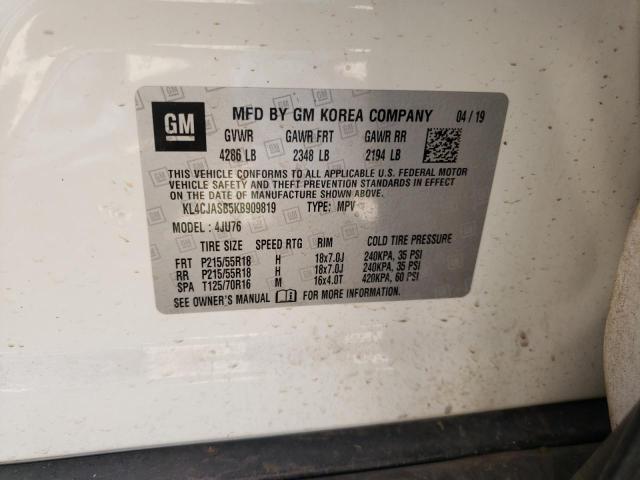 GM
MFD BY GM KOREA COMPANY 04 / 19
GVWR GAWR FRT GAWR RR
4286 LB 2348 LB 2194 LB
THIS VEHICLE CONFORMS TO ALL APPLICABLE U.S. FEDERAL MOTOR
VEHICLE SAFETY AND THEFT PREVENTION STANDARDS IN EFFECT
ON THE DATE OF MANUFACTURE SHOWN ABOVE.
KL4CJASB5KB909819 TYPE: MPV
MODEL : 4JU76
TIRE SIZE SPEED RTG RIM COLD TIRE PRESSURE
FRT P215/55R18 H 18x7.0J 240KPA, 35 PSI
RR P215/55R18 H 18x7.0J 240KPA, 35 PSI
SPA T125/70R16 M 16x4.0T 420KPA, 60 PSI
SEE OWNER'S MANUAL FOR MORE INFORMATION.